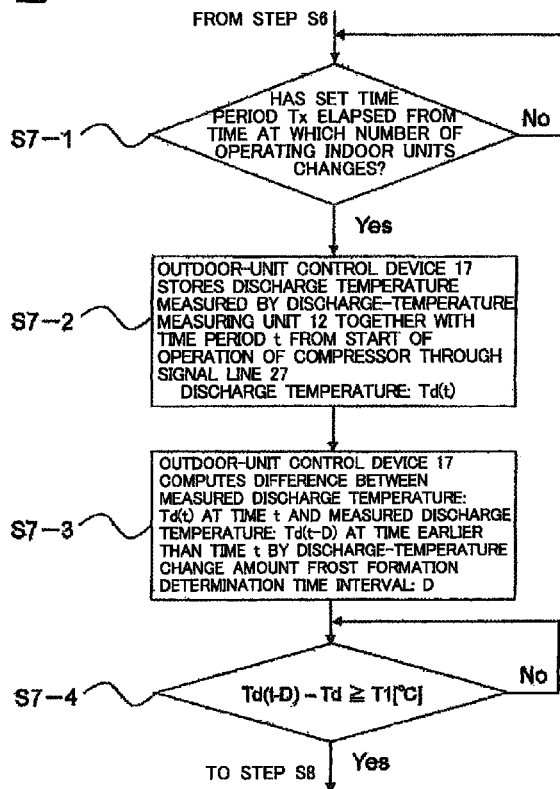 FROM STEP S6
S7-1
HAS SET TIME
PERIOD Tx ELAPSED FROM
TIME AT WHICH NUMBER OF
OPERATING INDOOR UNITS
CHANGES?
No
Yes
S7-2
OUTDOOR-UNIT CONTROL DEVICE 17
STORES DISCHARGE TEMPERATURE
MEASURED BY DISCHARGE-TEMPERATURE
MEASURING UNIT 12 TOGETHER WITH
TIME PERIOD t FROM START OF
OPERATION OF COMPRESSOR THROUGH
SIGNAL LINE 27
DISCHARGE TEMPERATURE: Td(t)
S7-3
OUTDOOR-UNIT CONTROL DEVICE 17
COMPUTES DIFFERENCE BETWEEN
MEASURED DISCHARGE TEMPERATURE:
Td(t) AT TIME t AND MEASURED DISCHARGE
TEMPERATURE: Td(t-D) AT TIME EARLIER
THAN TIME t BY DISCHARGE-TEMPERATURE
CHANGE AMOUNT FROST FORMATION
DETERMINATION TIME INTERVAL: D
S7-4
Td(t-D) - Td ≧ T1[℃]
No
Yes
TO STEP S8